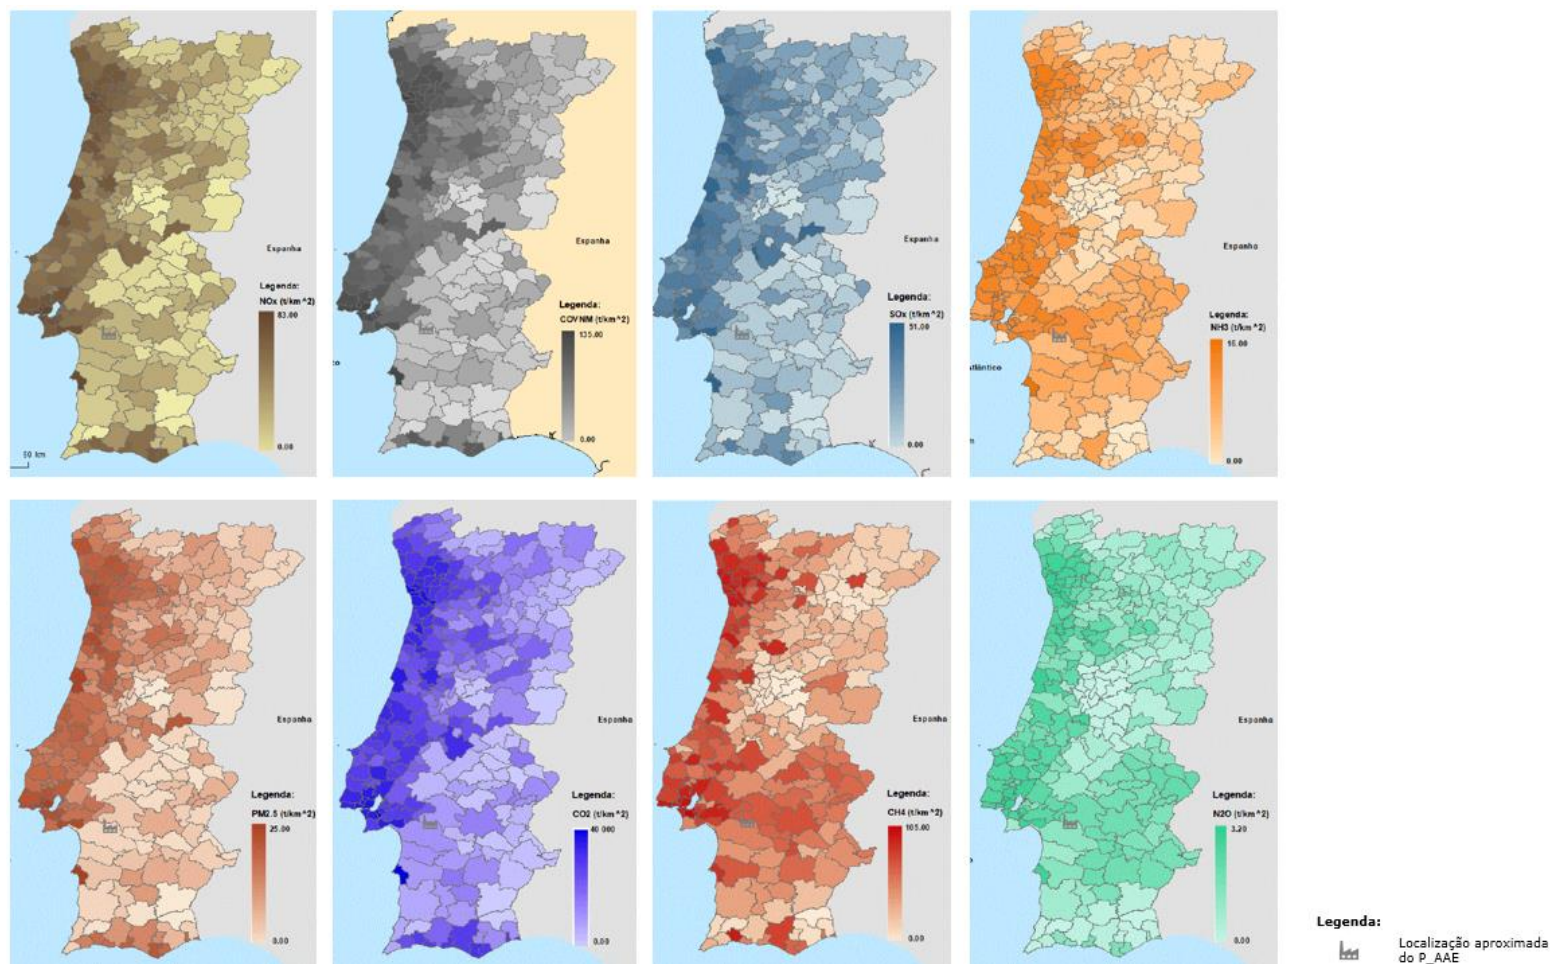 Espanha
Legenda:
NOx (t/km^2)
83.00
0.00
50 km
Espanha
Legenda:
COVNM (t/km^2)
135.00
0.00
Espanha
Legenda:
SOx (t/km^2)
51.00
0.00
Espanha
Legenda:
NH3 (t/km^2)
15.00
0.00
Atlântico
Espanha
Legenda:
PM2.5 (t/km^2)
25.00
0.00
Espanha
Legenda:
CO2 (t/km^2)
40 000
0.00
Espanha
Legenda:
CH4 (t/km^2)
105.00
0.00
Espanha
Legenda:
N2O (t/km^2)
3.20
0.00
Legenda:
Localização aproximada
do P_AAE